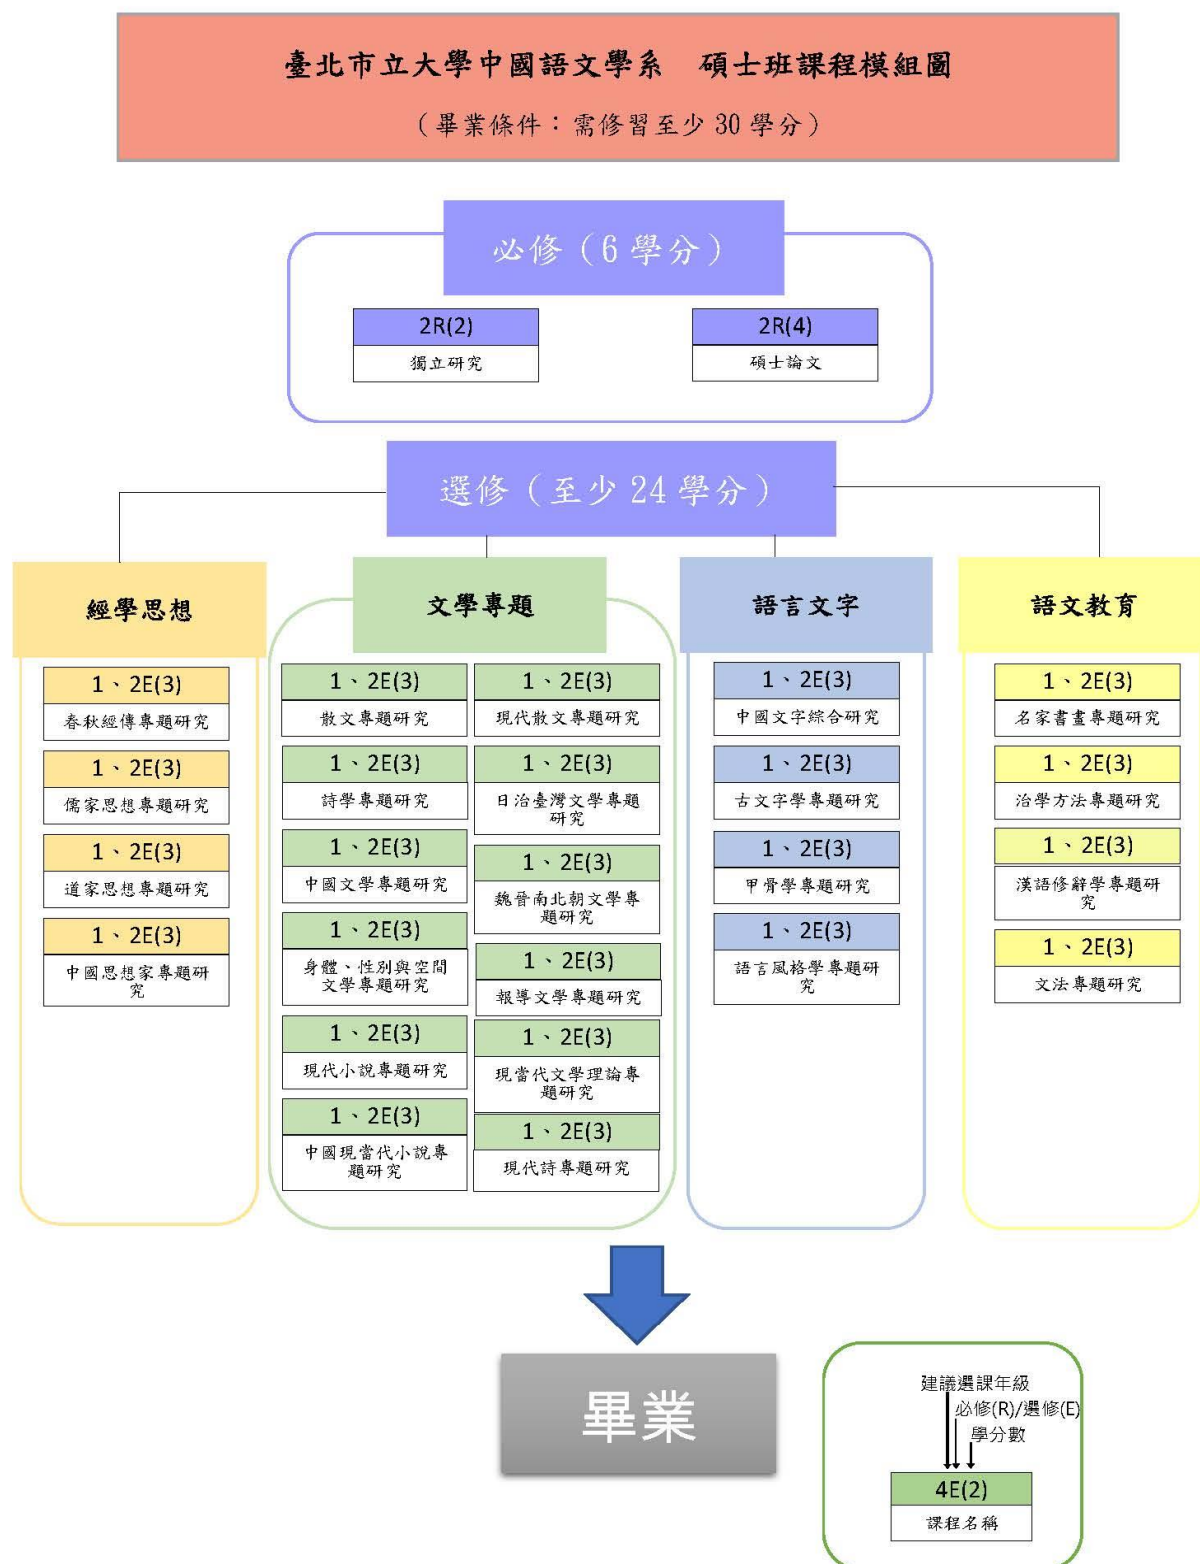 臺北市立大學中國語文學系　碩士班課程模組圖
（畢業條件：需修習至少 30 學分）
必修（6 學分）
2R(2)
獨立研究
2R(4)
碩士論文
選修（至少 24 學分）
經學思想
1、2E(3)
春秋經傳專題研究
1、2E(3)
儒家思想專題研究
1、2E(3)
道家思想專題研究
1、2E(3)
中國思想家專題研
究
文學專題
1、2E(3)
散文專題研究
1、2E(3)
詩學專題研究
1、2E(3)
中國文學專題研究
1、2E(3)
身體、性別與空間
文學專題研究
1、2E(3)
現代小說專題研究
1、2E(3)
中國現當代小說專
題研究
1、2E(3)
現代散文專題研究
1、2E(3)
日治臺灣文學專題
研究
1、2E(3)
魏晉南北朝文學專
題研究
1、2E(3)
報導文學專題研究
1、2E(3)
現當代文學理論專
題研究
1、2E(3)
現代詩專題研究
語言文字
1、2E(3)
中國文字綜合研究
1、2E(3)
古文字學專題研究
1、2E(3)
甲骨學專題研究
1、2E(3)
語言風格學專題研
究
語文教育
1、2E(3)
名家書畫專題研究
1、2E(3)
治學方法專題研究
1、2E(3)
漢語修辭學專題研
究
1、2E(3)
文法專題研究
畢業
建議選課年級
必修(R)/選修(E)
學分數
4E(2)
課程名稱